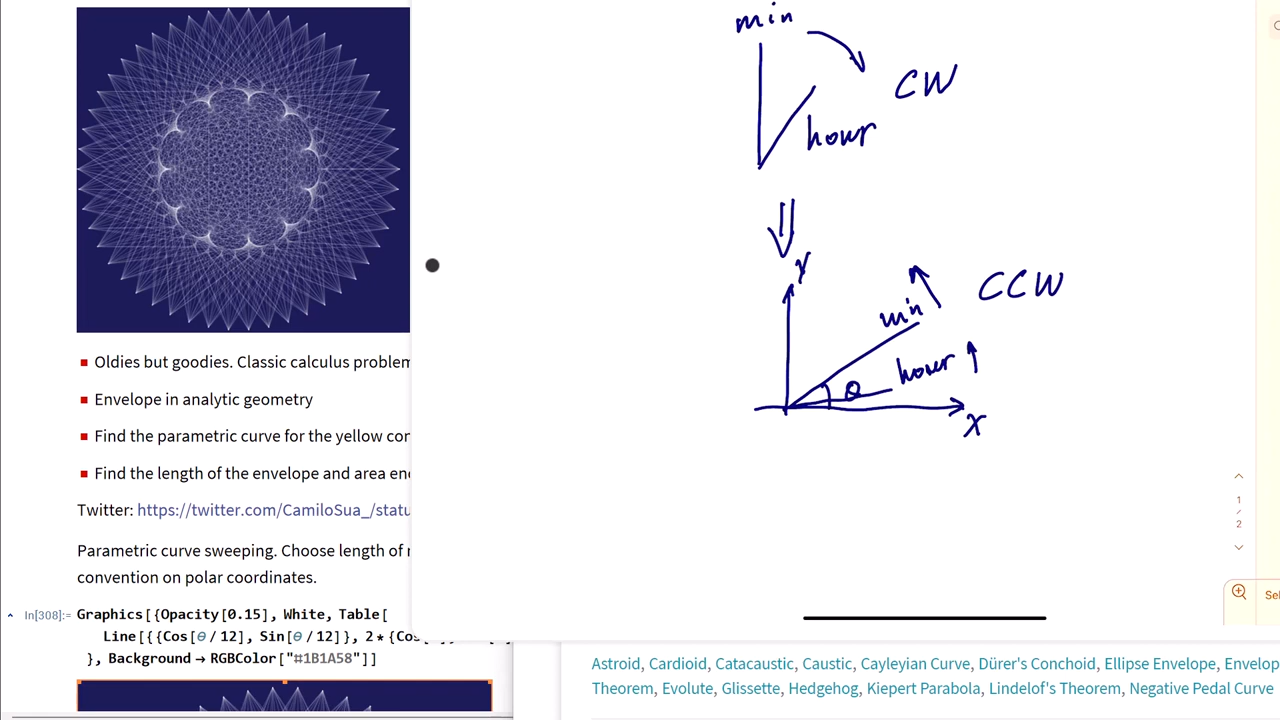 min
CW
hour
Y
min
CCW
hour
θ
X
Oldies but goodies. Classic calculus problem
Envelope in analytic geometry
Find the parametric curve for the yellow
Find the length of the envelope and area
Twitter: https://twitter.com/CamiloSua_/statu
Parametric curve sweeping. Choose length of
convention on polar coordinates.
In[308]:= Graphics[{Opacity[0.15], White, Table[
Line[{{Cos[θ / 12], Sin[θ / 12]}, 2 * {Cos[
}, Background → RGBColor["#1B1A58"]]
1
/
2
Sel
Astroid, Cardioid, Catacaustic, Caustic, Cayleyian Curve, Dürer's Conchoid, Ellipse Envelope, Envelop
Theorem, Evolute, Glissette, Hedgehog, Kiepert Parabola, Lindelof's Theorem, Negative Pedal Curve